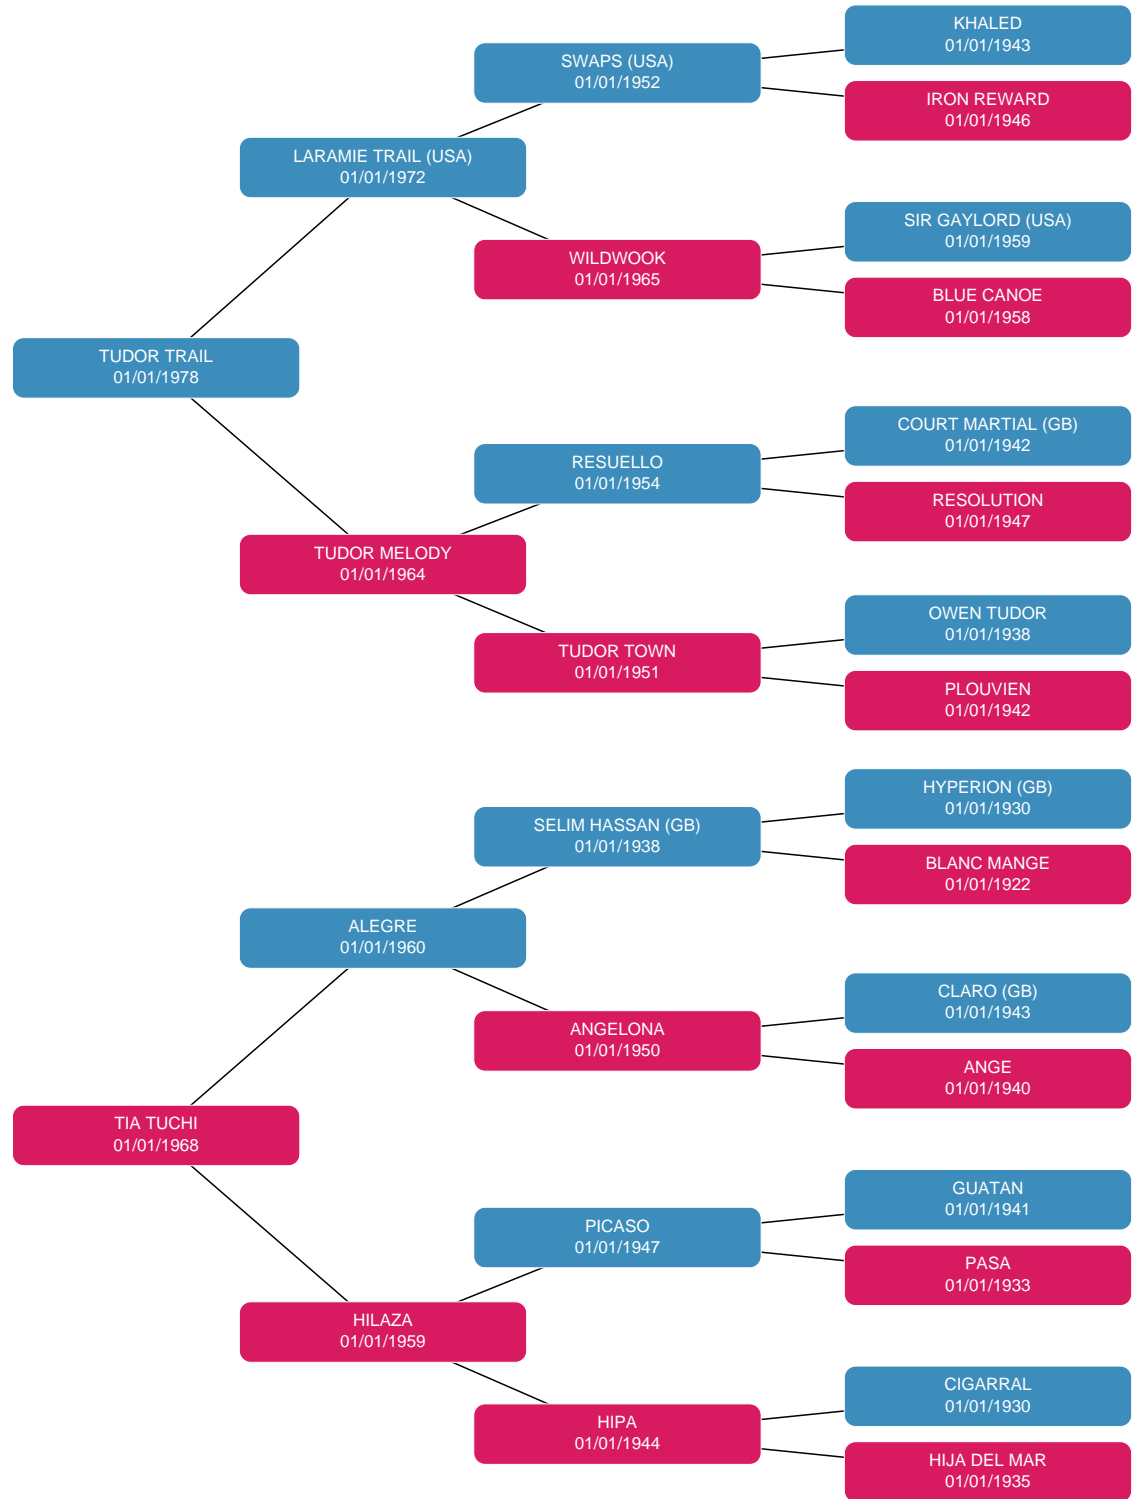 KHALED
01/01/1943
SWAPS (USA)
01/01/1952
IRON REWARD
01/01/1946
LARAMIE TRAIL (USA)
01/01/1972
SIR GAYLORD (USA)
01/01/1959
WILDWOOK
01/01/1965
BLUE CANOE
01/01/1958
TUDOR TRAIL
01/01/1978
COURT MARTIAL (GB)
01/01/1942
RESUELLO
01/01/1954
RESOLUTION
01/01/1947
TUDOR MELODY
01/01/1964
OWEN TUDOR
01/01/1938
TUDOR TOWN
01/01/1951
PLOUVIEN
01/01/1942
HYPERION (GB)
01/01/1930
SELIM HASSAN (GB)
01/01/1938
BLANC MANGE
01/01/1922
ALEGRE
01/01/1960
CLARO (GB)
01/01/1943
ANGELONA
01/01/1950
ANGE
01/01/1940
TIA TUCHI
01/01/1968
GUATAN
01/01/1941
PICASO
01/01/1947
PASA
01/01/1933
HILAZA
01/01/1959
CIGARRAL
01/01/1930
HIPA
01/01/1944
HIJA DEL MAR
01/01/1935